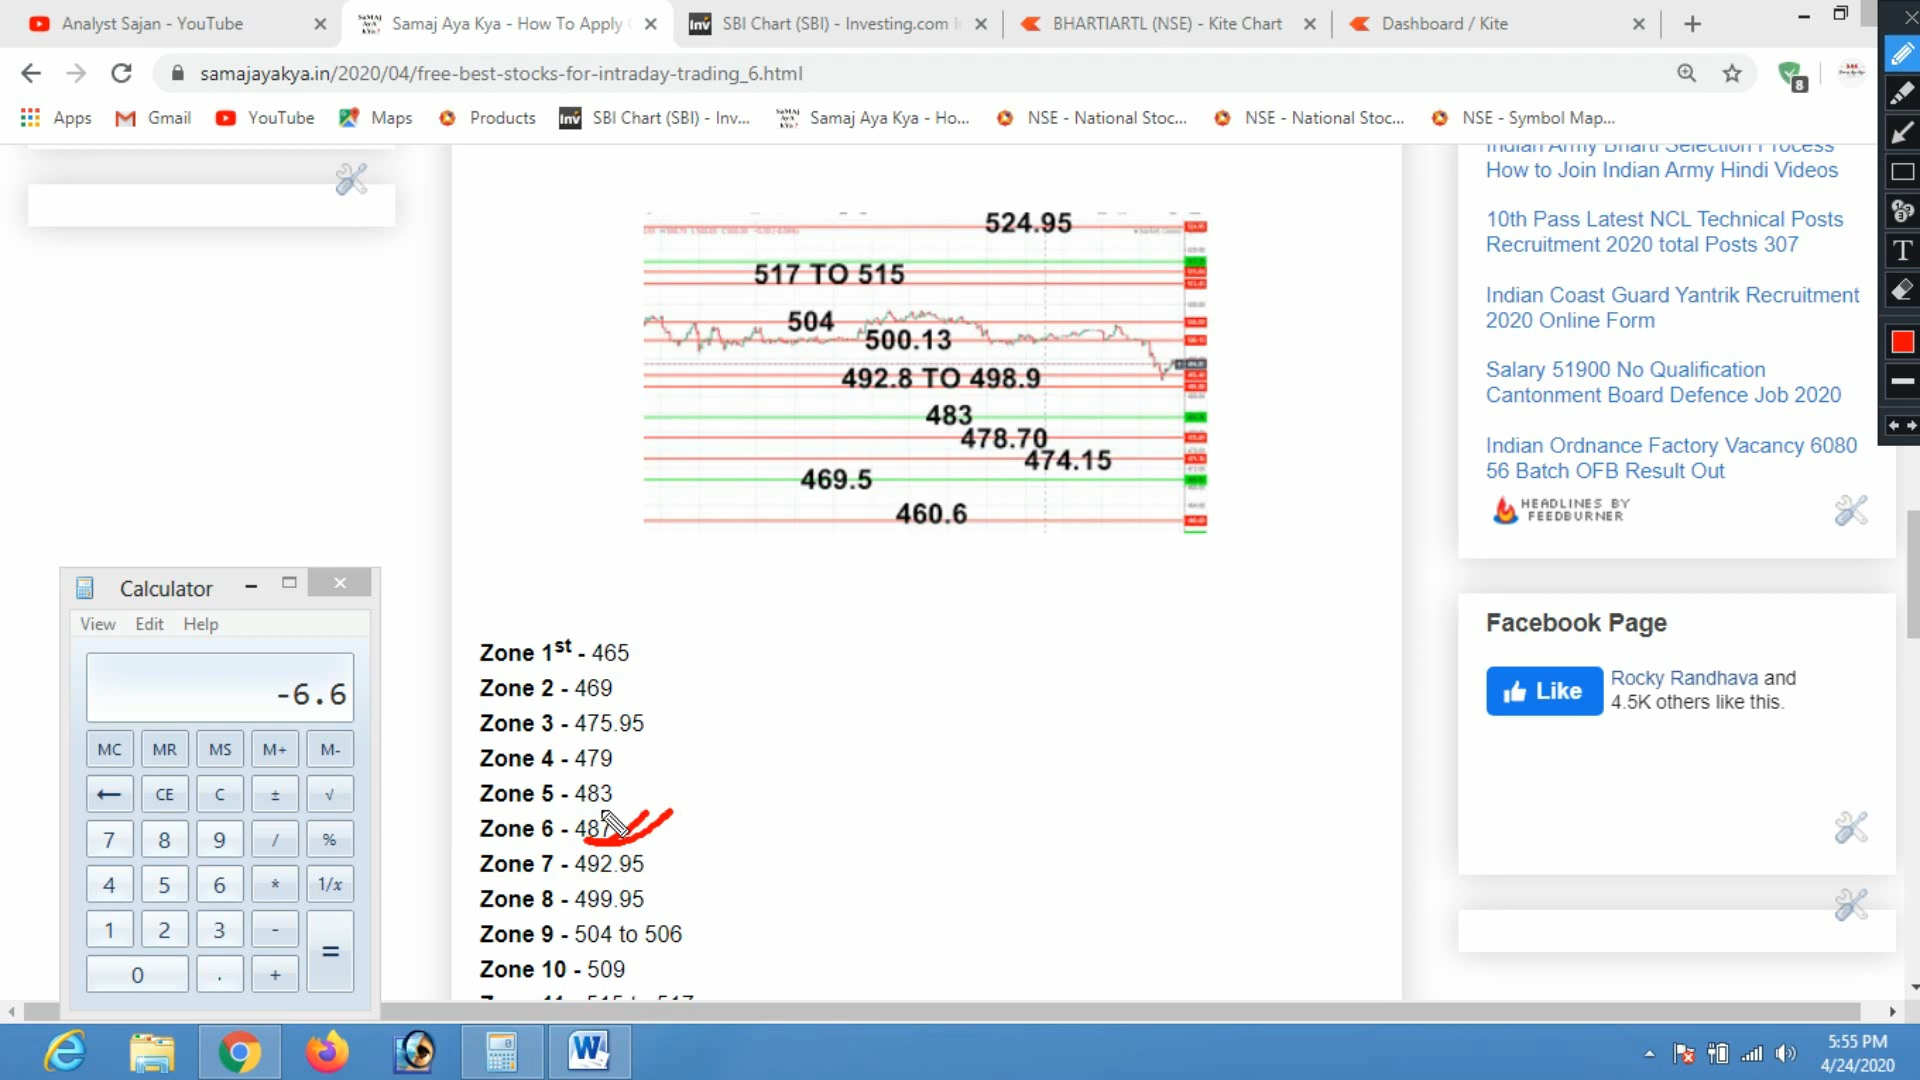 Analyst Sajan - YouTube
Samaj Aya Kya - How To Apply
SBI Chart (SBI) - Investing.com
BHARTIARTL (NSE) - Kite Chart
Dashboard / Kite
samajayakya.in/2020/04/free-best-stocks-for-intraday-trading_6.html
8
Apps
Gmail
YouTube
Maps
Products
Inv
SBI Chart (SBI) - Inv...
Samaj Aya Kya - Ho...
NSE - National Stoc...
NSE - National Stoc...
NSE - Symbol Map...
524.95
517 TO 515
504
500.13
492.8 TO 498.9
483
478.70
474.15
469.5
460.6
Zone 1st - 465
Zone 2 - 469
Zone 3 - 475.95
Zone 4 - 479
Zone 5 - 483
Zone 6 - 487
Zone 7 - 492.95
Zone 8 - 499.95
Zone 9 - 504 to 506
Zone 10 - 509
Indian Army Bharti Selection Process
How to Join Indian Army Hindi Videos
10th Pass Latest NCL Technical Posts
Recruitment 2020 total Posts 307
Indian Coast Guard Yantrik Recruitment
2020 Online Form
Salary 51900 No Qualification
Cantonment Board Defence Job 2020
Indian Ordnance Factory Vacancy 6080
56 Batch OFB Result Out
HEADLINES BY
FEEDBURNER
Facebook Page
Like
Rocky Randhava and
4.5K others like this.
Calculator
View Edit Help
-6.6
MC MR MS M+ M-
← CE C ± √
7 8 9 / %
4 5 6 * 1/x
1 2 3 - =
0 . +
T
5:55 PM
4/24/2020